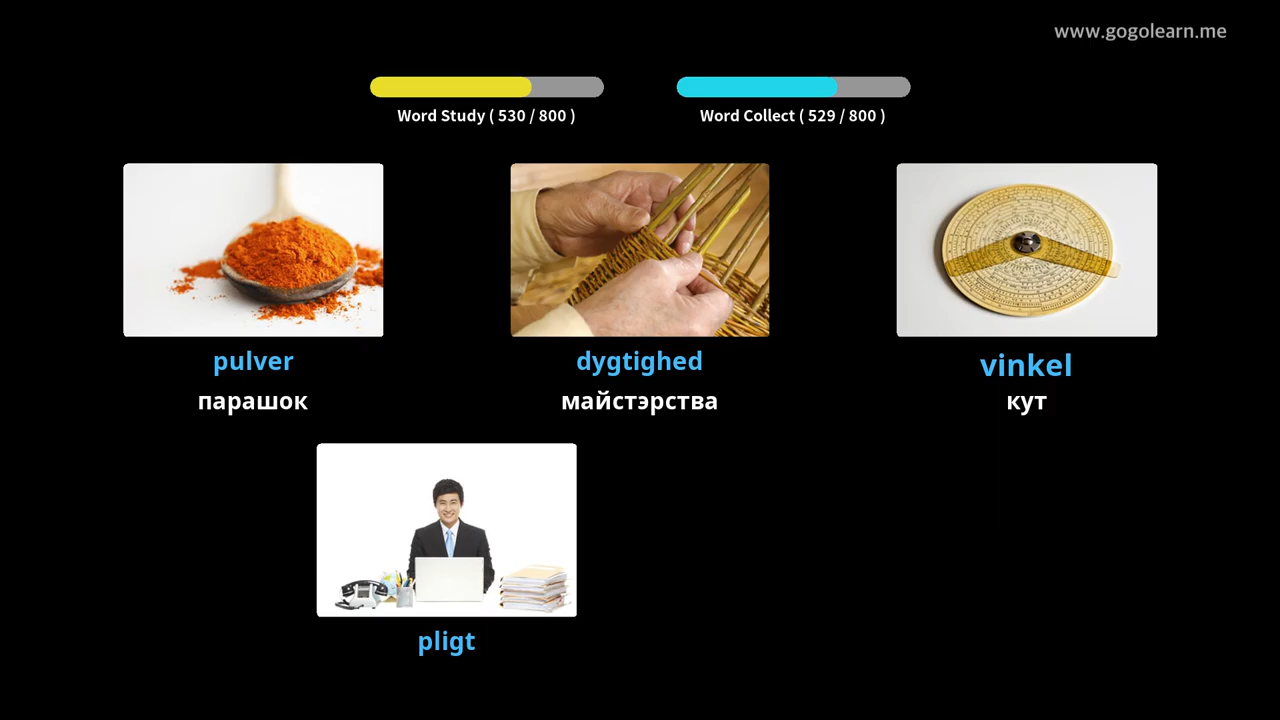 www.gogolearn.me
Word Study ( 530 / 800 )
Word Collect ( 529 / 800 )
pulver
dygtighed
vinkel
парашок
майстэрства
кут
pligt